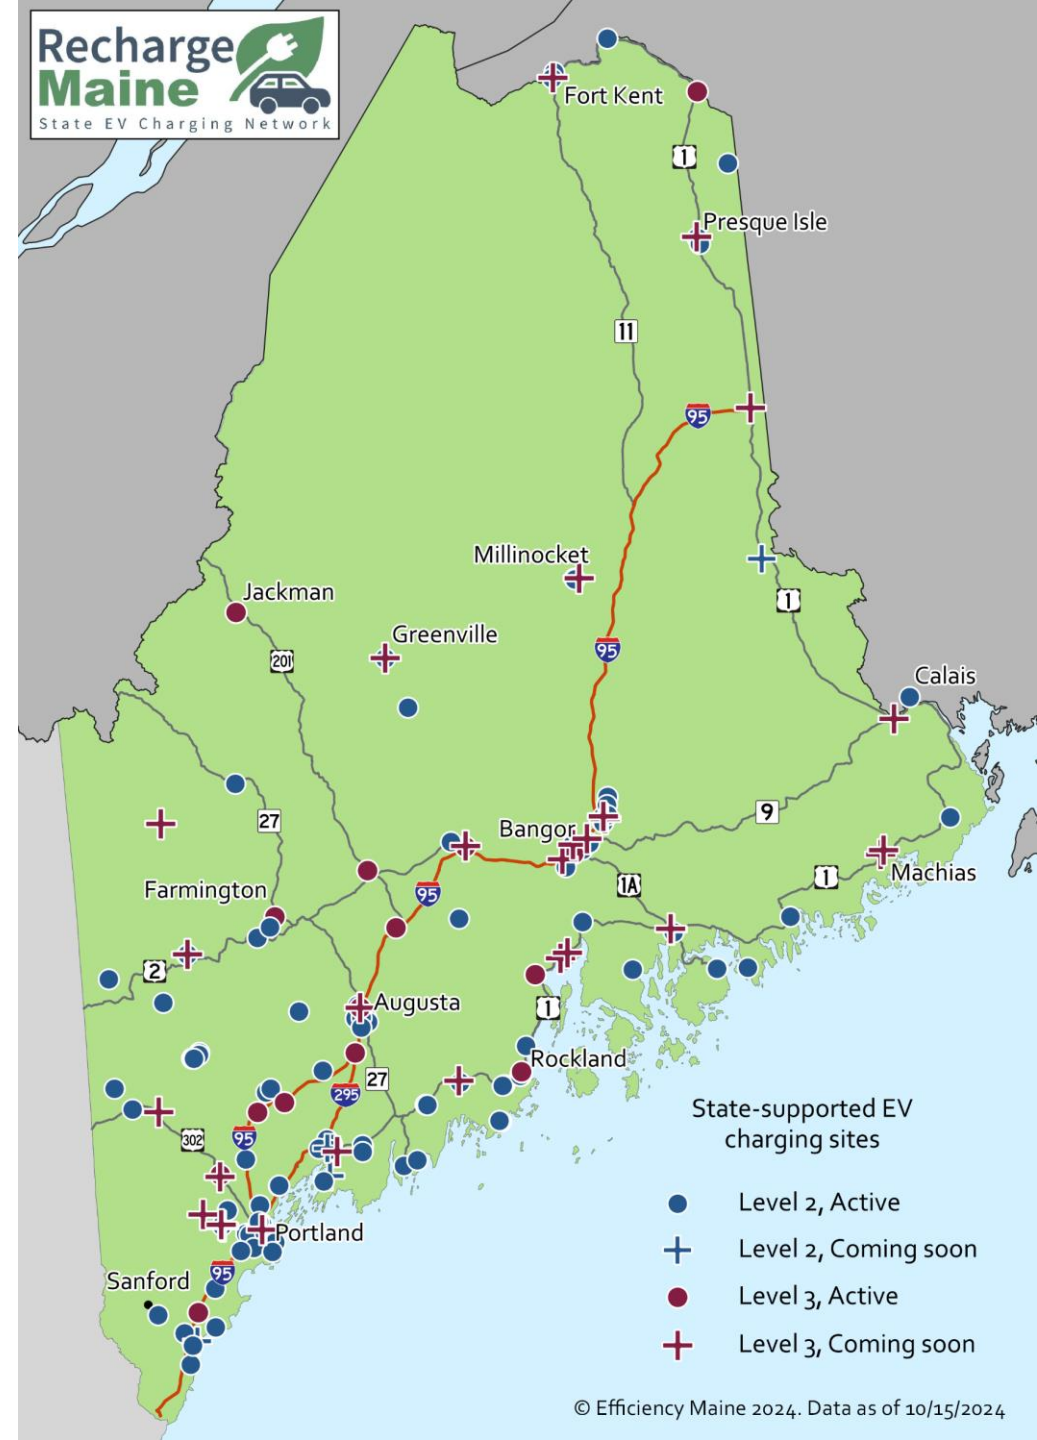 Recharge
Maine
State EV Charging Network
Fort Kent
1
Presque Isle
11
95
Millinocket
1
Jackman
Greenville
95
201
Calais
27
9
Bangor
Farmington
95
1A
1
Machias
2
Augusta
1
Rockland
27
295
95
302
Portland
95
Sanford
State-supported EV
charging sites
Level 2, Active
Level 2, Coming soon
Level 3, Active
Level 3, Coming soon
© Efficiency Maine 2024. Data as of 10/15/2024